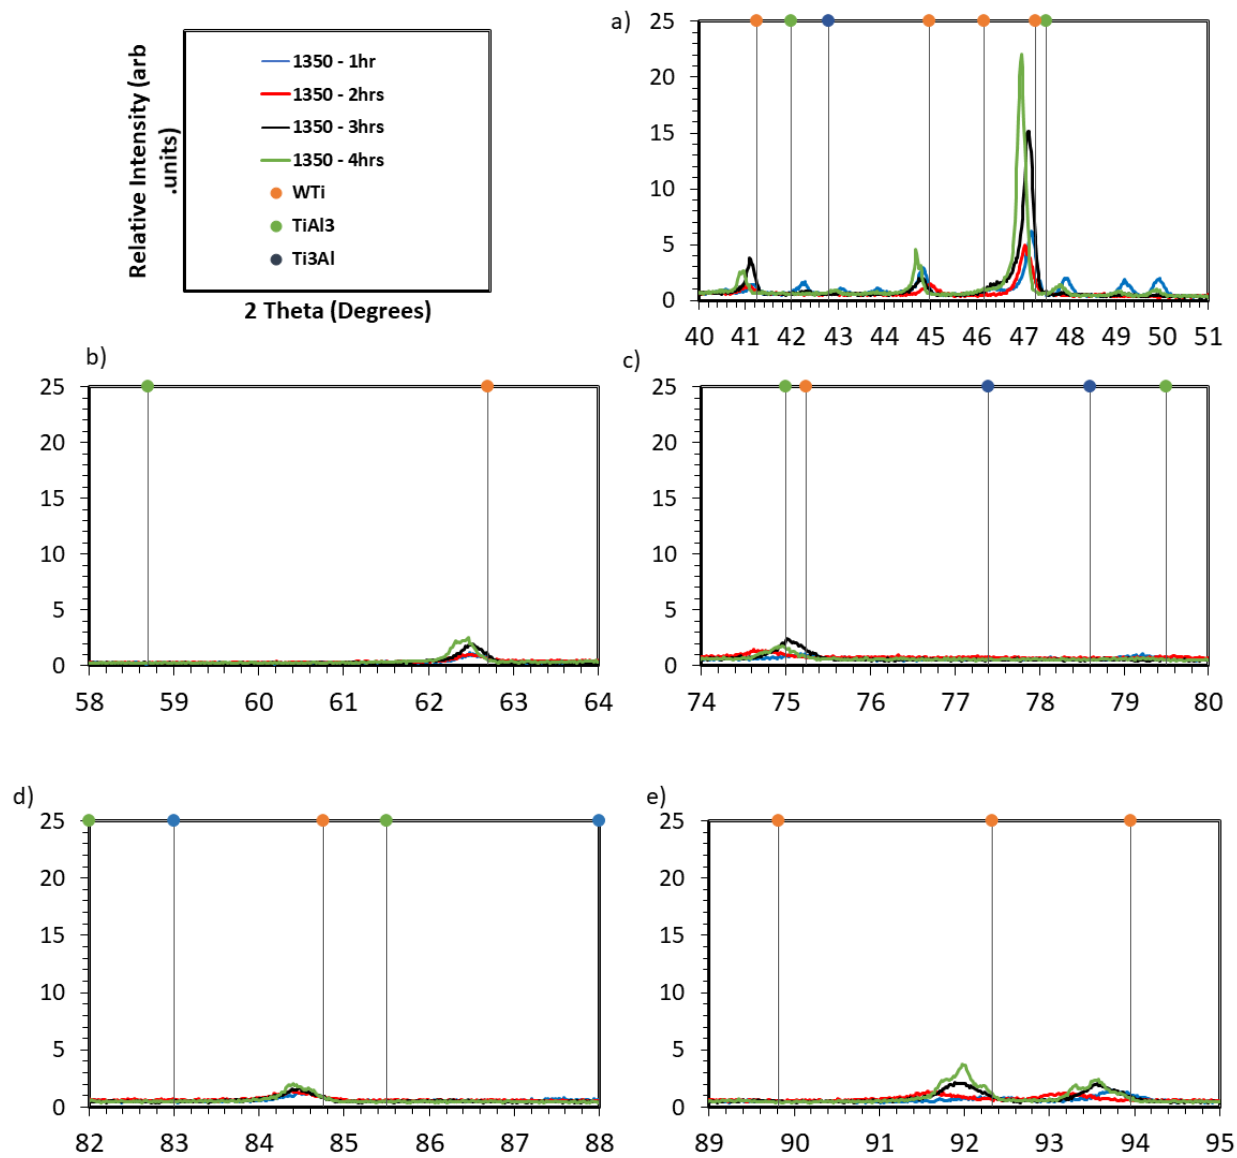 a)
Relative Intensity (arb
.units)
1350 - 1hr
1350 - 2hrs
1350 - 3hrs
1350 - 4hrs
WTi
TiAl3
Ti3Al
2 Theta (Degrees)
25
20
15
10
5
0
40 41 42 43 44 45 46 47 48 49 50 51
b)
25
20
15
10
5
0
58 59 60 61 62 63 64
c)
25
20
15
10
5
0
74 75 76 77 78 79 80
d)
25
20
15
10
5
0
82 83 84 85 86 87 88
e)
25
20
15
10
5
0
89 90 91 92 93 94 95